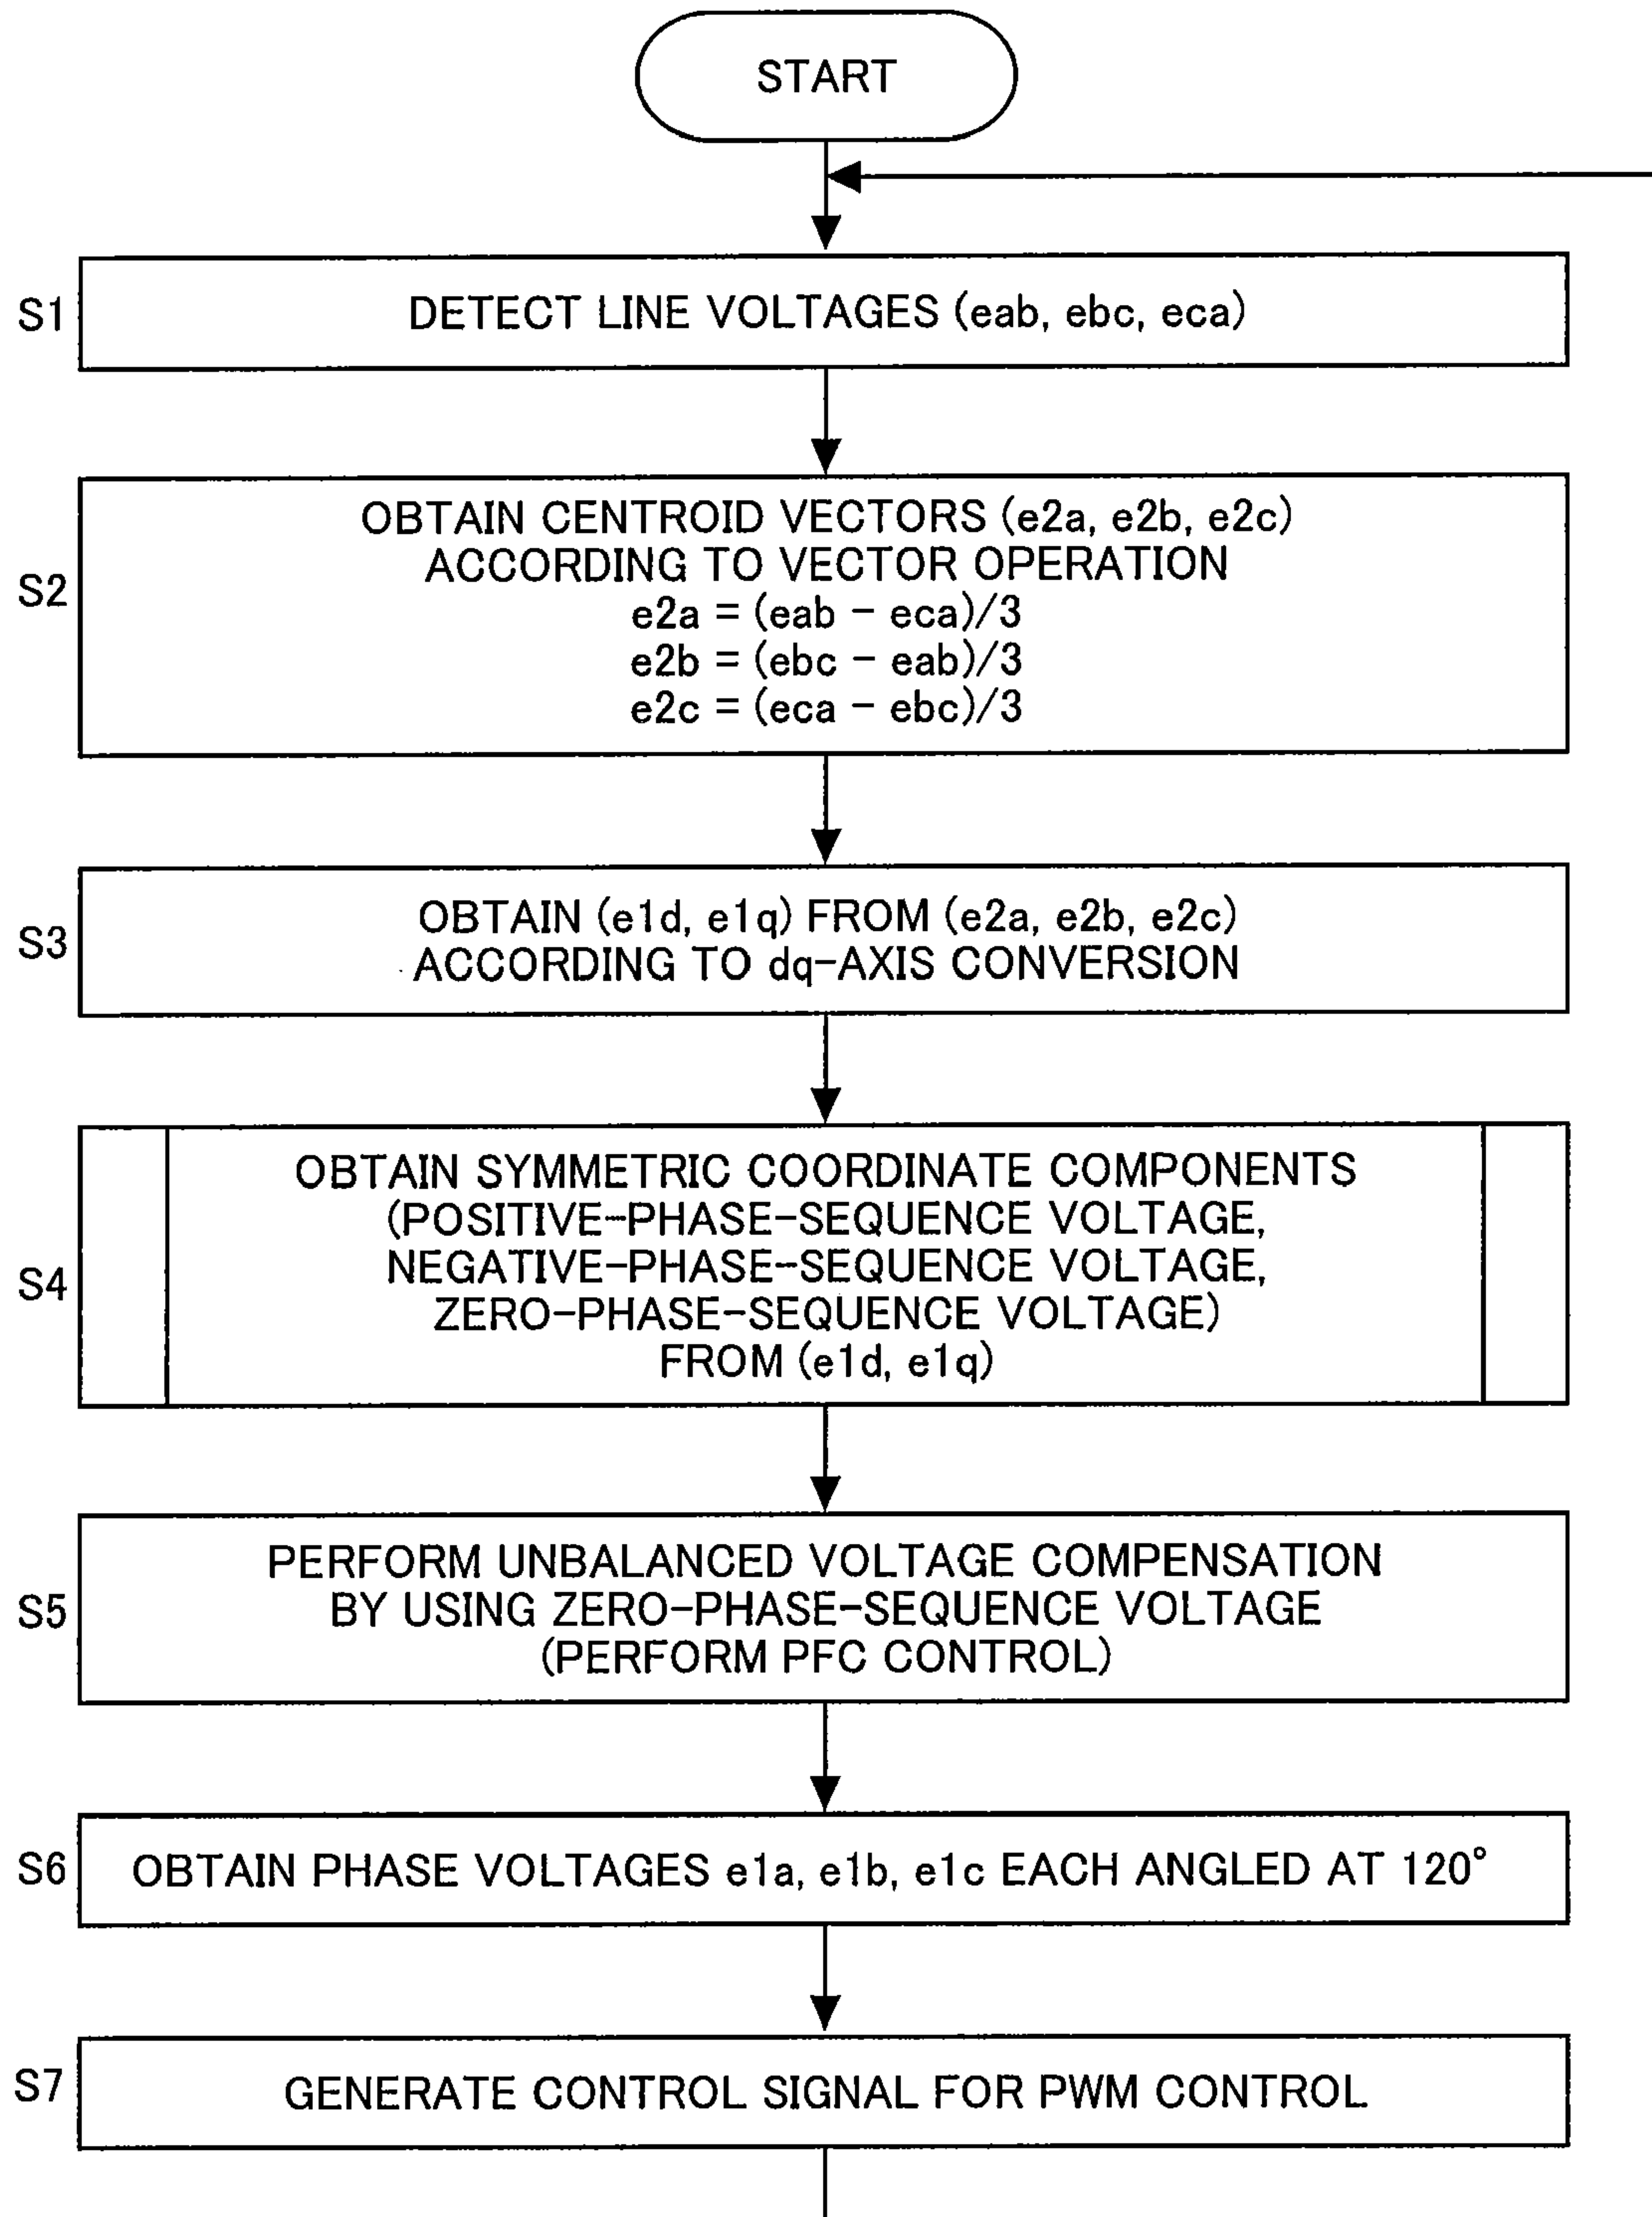 START
S1
DETECT LINE VOLTAGES (eab, ebc, eca)
S2
OBTAIN CENTROID VECTORS (e2a, e2b, e2c)
ACCORDING TO VECTOR OPERATION
e2a = (eab - eca)/3
e2b = (ebc - eab)/3
e2c = (eca - ebc)/3
S3
OBTAIN (e1d, e1q) FROM (e2a, e2b, e2c)
ACCORDING TO dq-AXIS CONVERSION
S4
OBTAIN SYMMETRIC COORDINATE COMPONENTS
(POSITIVE-PHASE-SEQUENCE VOLTAGE,
NEGATIVE-PHASE-SEQUENCE VOLTAGE,
ZERO-PHASE-SEQUENCE VOLTAGE)
FROM (e1d, e1q)
S5
PERFORM UNBALANCED VOLTAGE COMPENSATION
BY USING ZERO-PHASE-SEQUENCE VOLTAGE
(PERFORM PFC CONTROL)
S6
OBTAIN PHASE VOLTAGES e1a, e1b, e1c EACH ANGLED AT 120°
S7
GENERATE CONTROL SIGNAL FOR PWM CONTROL